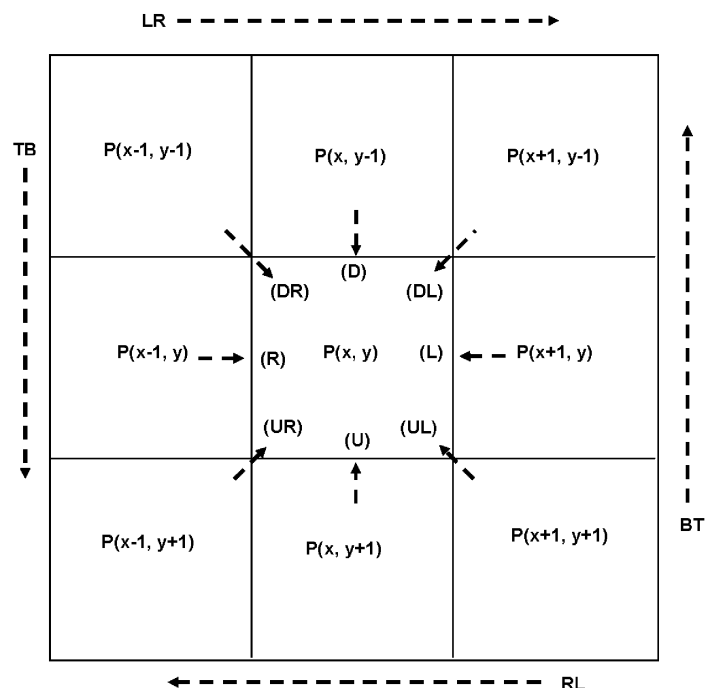 LR
TB
P(x-1, y-1) P(x, y-1) P(x+1, y-1)
(D)
(DR) (DL)
P(x-1, y) (R) P(x, y) (L) P(x+1, y)
(UR) (U) (UL)
P(x-1, y+1) P(x, y+1) P(x+1, y+1)
BT
RL